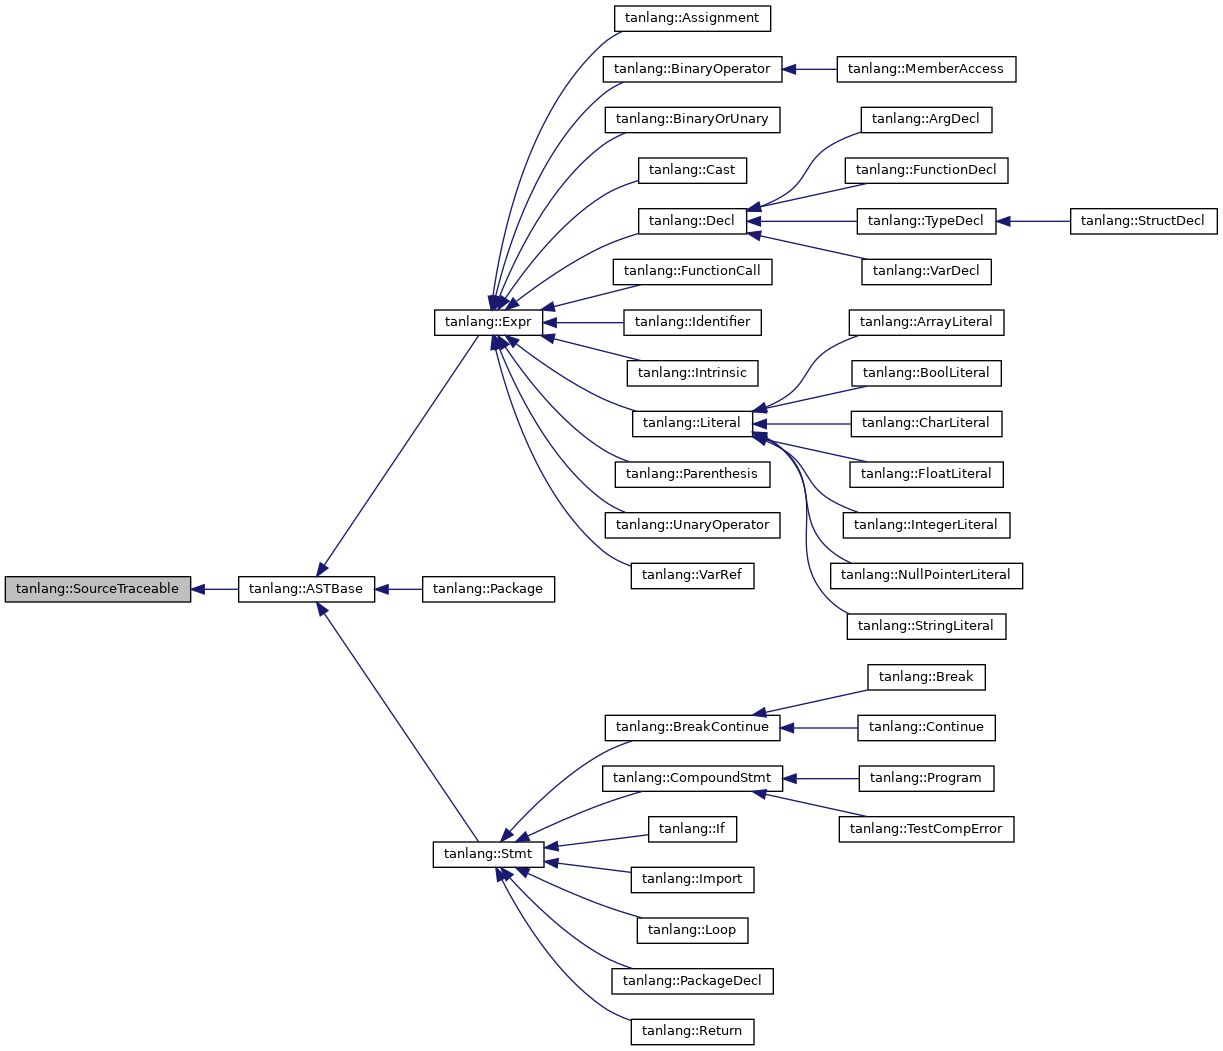 tanlang::Assignment
tanlang::BinaryOperator
tanlang::MemberAccess
tanlang::BinaryOrUnary
tanlang::ArgDecl
tanlang::Cast
tanlang::FunctionDecl
tanlang::Decl
tanlang::TypeDecl
tanlang::StructDecl
tanlang::FunctionCall
tanlang::VarDecl
tanlang::Expr
tanlang::Identifier
tanlang::ArrayLiteral
tanlang::Intrinsic
tanlang::BoolLiteral
tanlang::Literal
tanlang::CharLiteral
tanlang::Parenthesis
tanlang::FloatLiteral
tanlang::UnaryOperator
tanlang::IntegerLiteral
tanlang::VarRef
tanlang::NullPointerLiteral
tanlang::SourceTraceable
tanlang::ASTBase
tanlang::Package
tanlang::StringLiteral
tanlang::Break
tanlang::BreakContinue
tanlang::Continue
tanlang::CompoundStmt
tanlang::Program
tanlang::If
tanlang::TestCompError
tanlang::Stmt
tanlang::Import
tanlang::Loop
tanlang::PackageDecl
tanlang::Return